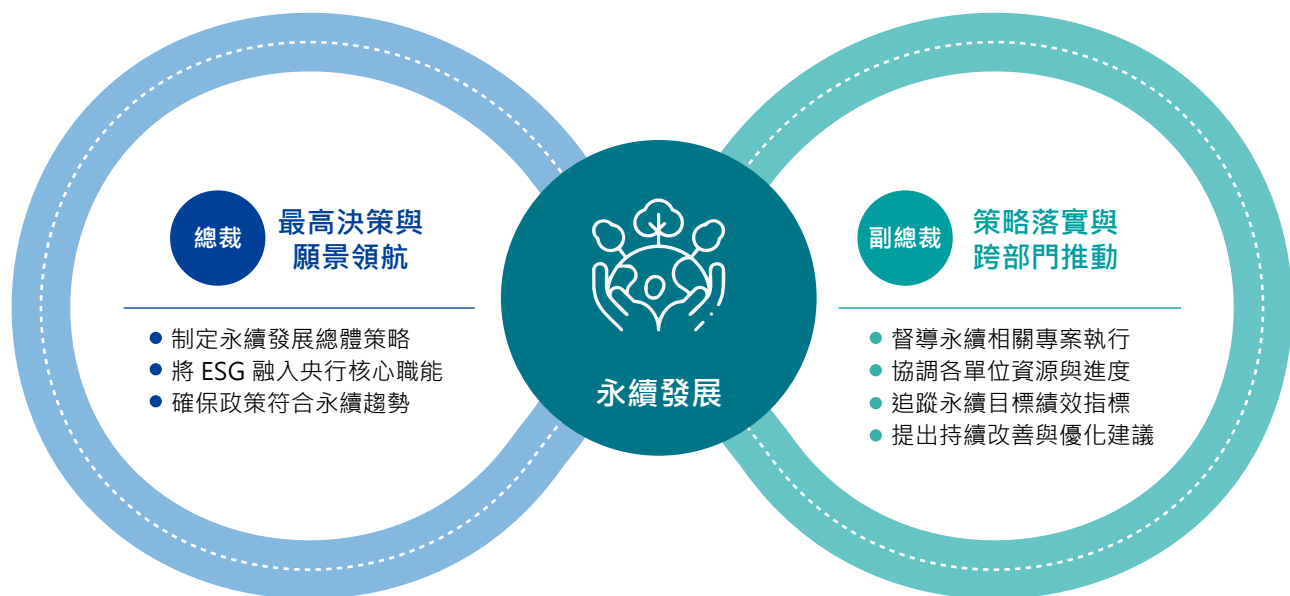 總裁
最高決策與
願景領航
制定永續發展總體策略
將 ESG 融入央行核心職能
確保政策符合永續趨勢
永續發展
副總裁
策略落實與
跨部門推動
督導永續相關專案執行
協調各單位資源與進度
追蹤永續目標績效指標
提出持續改善與優化建議